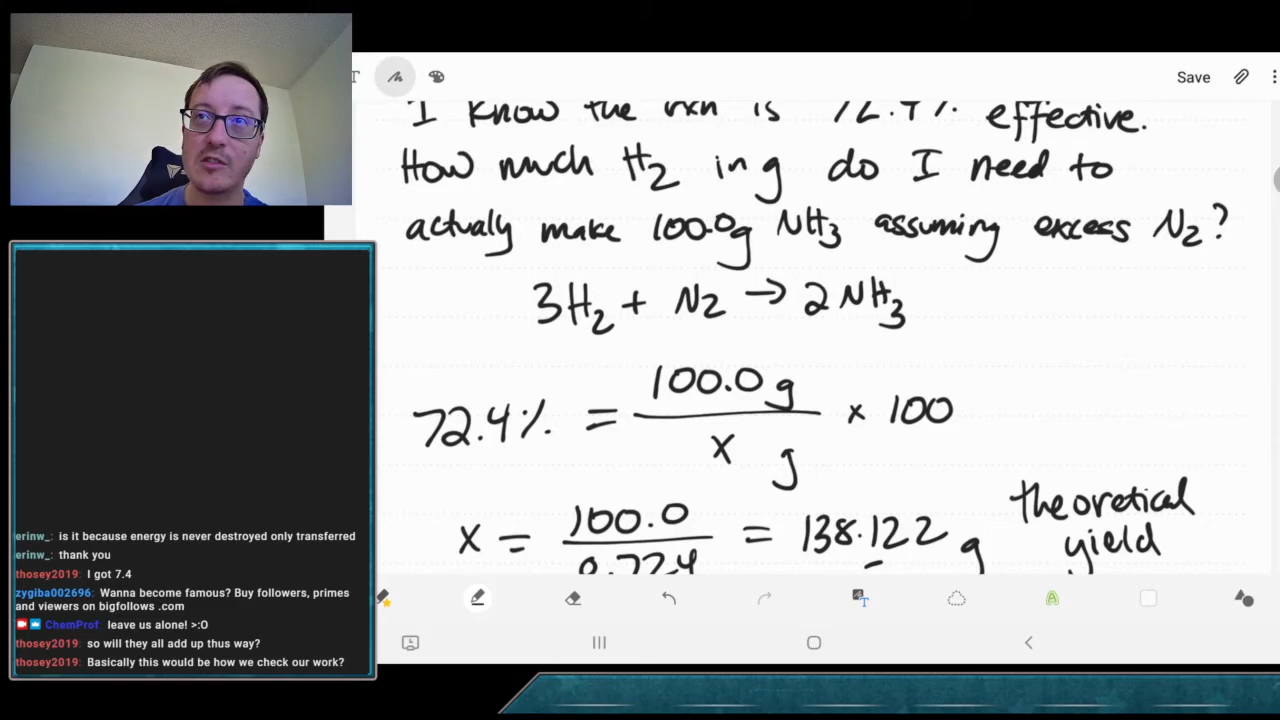 T
Save
I know the rxn is 72.4% effective.
How much H2 in g do I need to
actualy make 100.0g NH3 assuming excess N2?
3H2 + N2 → 2NH3
72.4% = 100.0 g / x g × 100
x = 100.0 / 0.724 = 138.122 g
theoretical
yield
erinw_: is it because energy is never destroyed only transferred
erinw_: thank you
thosey2019: I got 7.4
zygiba002696: Wanna become famous? Buy followers, primes
and viewers on bigfollows .com
ChemProf: leave us alone! >:O
thosey2019: so will they all add up thus way?
thosey2019: Basically this would be how we check our work?
T
A